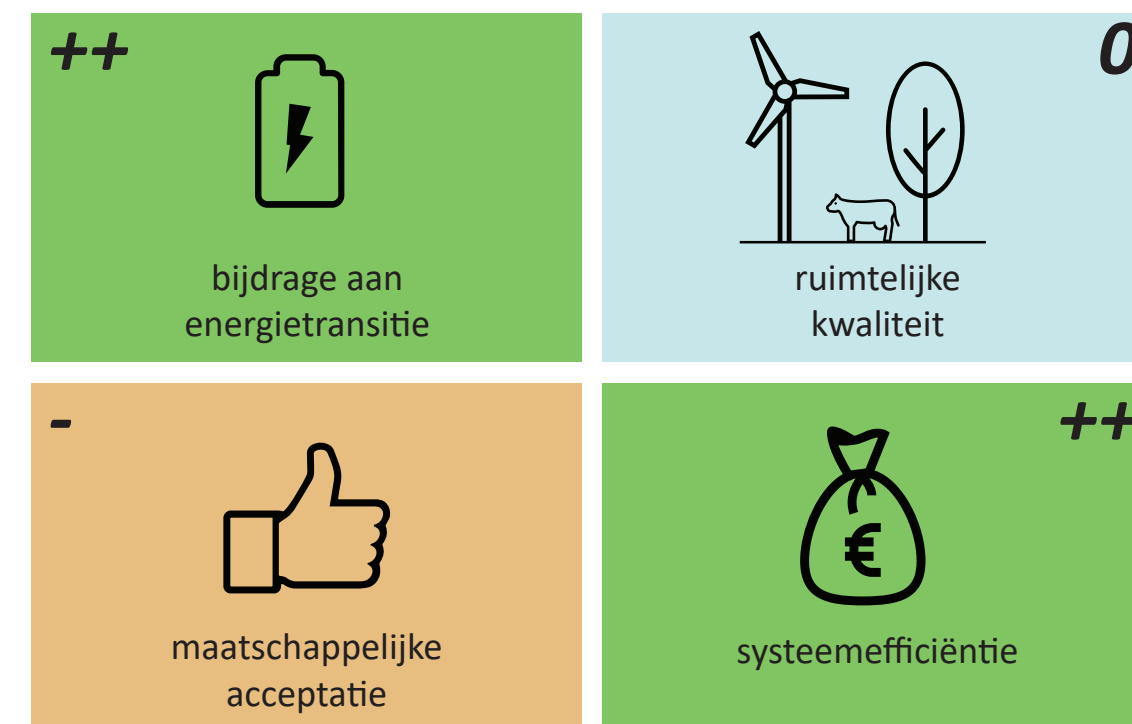 ++
bijdrage aan
energietransitie
0
ruimtelijke
kwaliteit
-
maatschappelijke
acceptatie
++
€
systeemefficiëntie